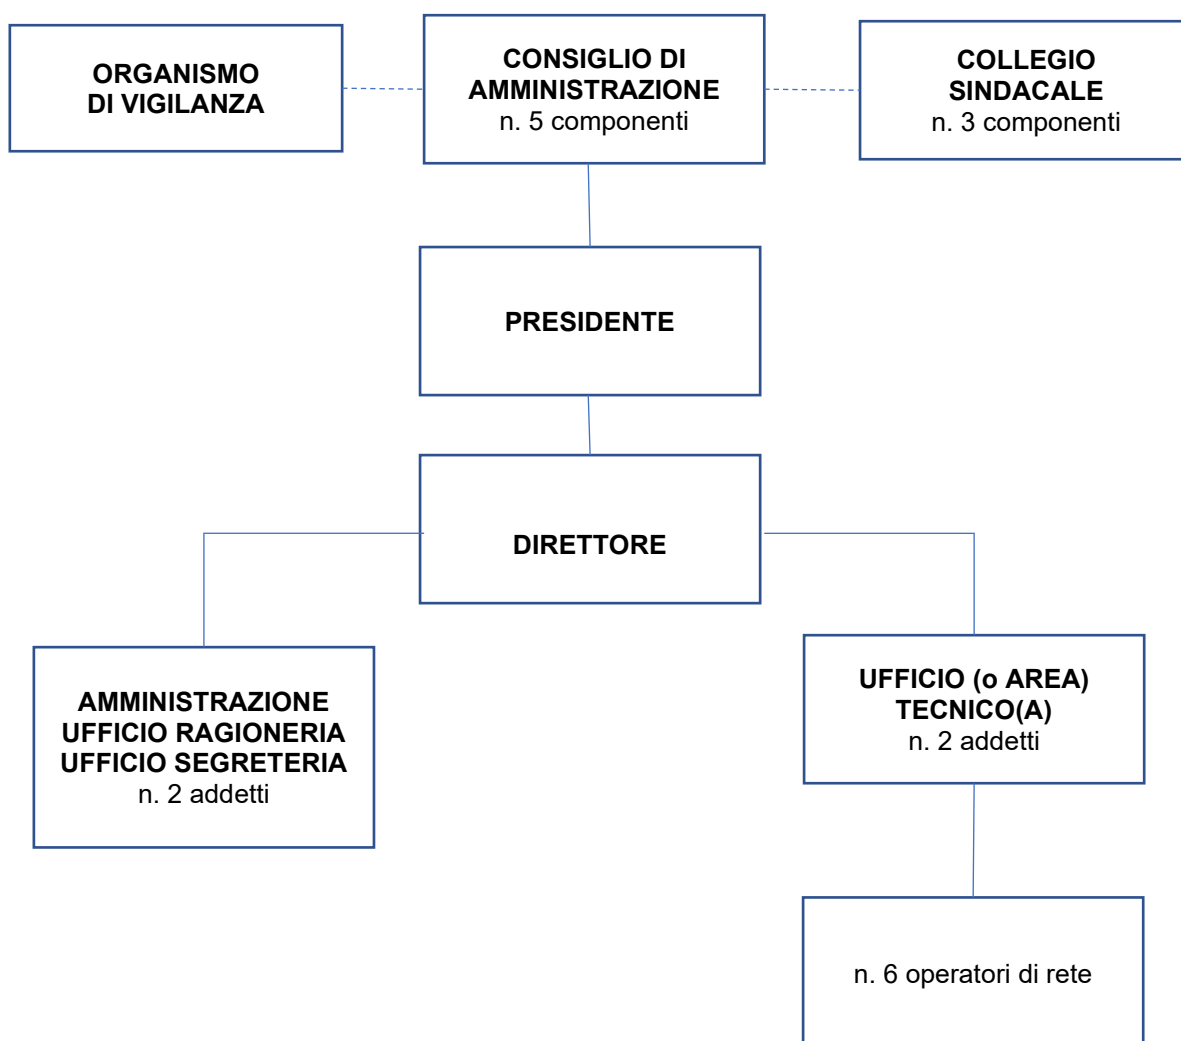 ORGANISMO
DI VIGILANZA
CONSIGLIO DI
AMMINISTRAZIONE
n. 5 componenti
COLLEGIO
SINDACALE
n. 3 componenti
PRESIDENTE
DIRETTORE
AMMINISTRAZIONE
UFFICIO RAGIONERIA
UFFICIO SEGRETERIA
n. 2 addetti
UFFICIO (o AREA)
TECNICO(A)
n. 2 addetti
n. 6 operatori di rete